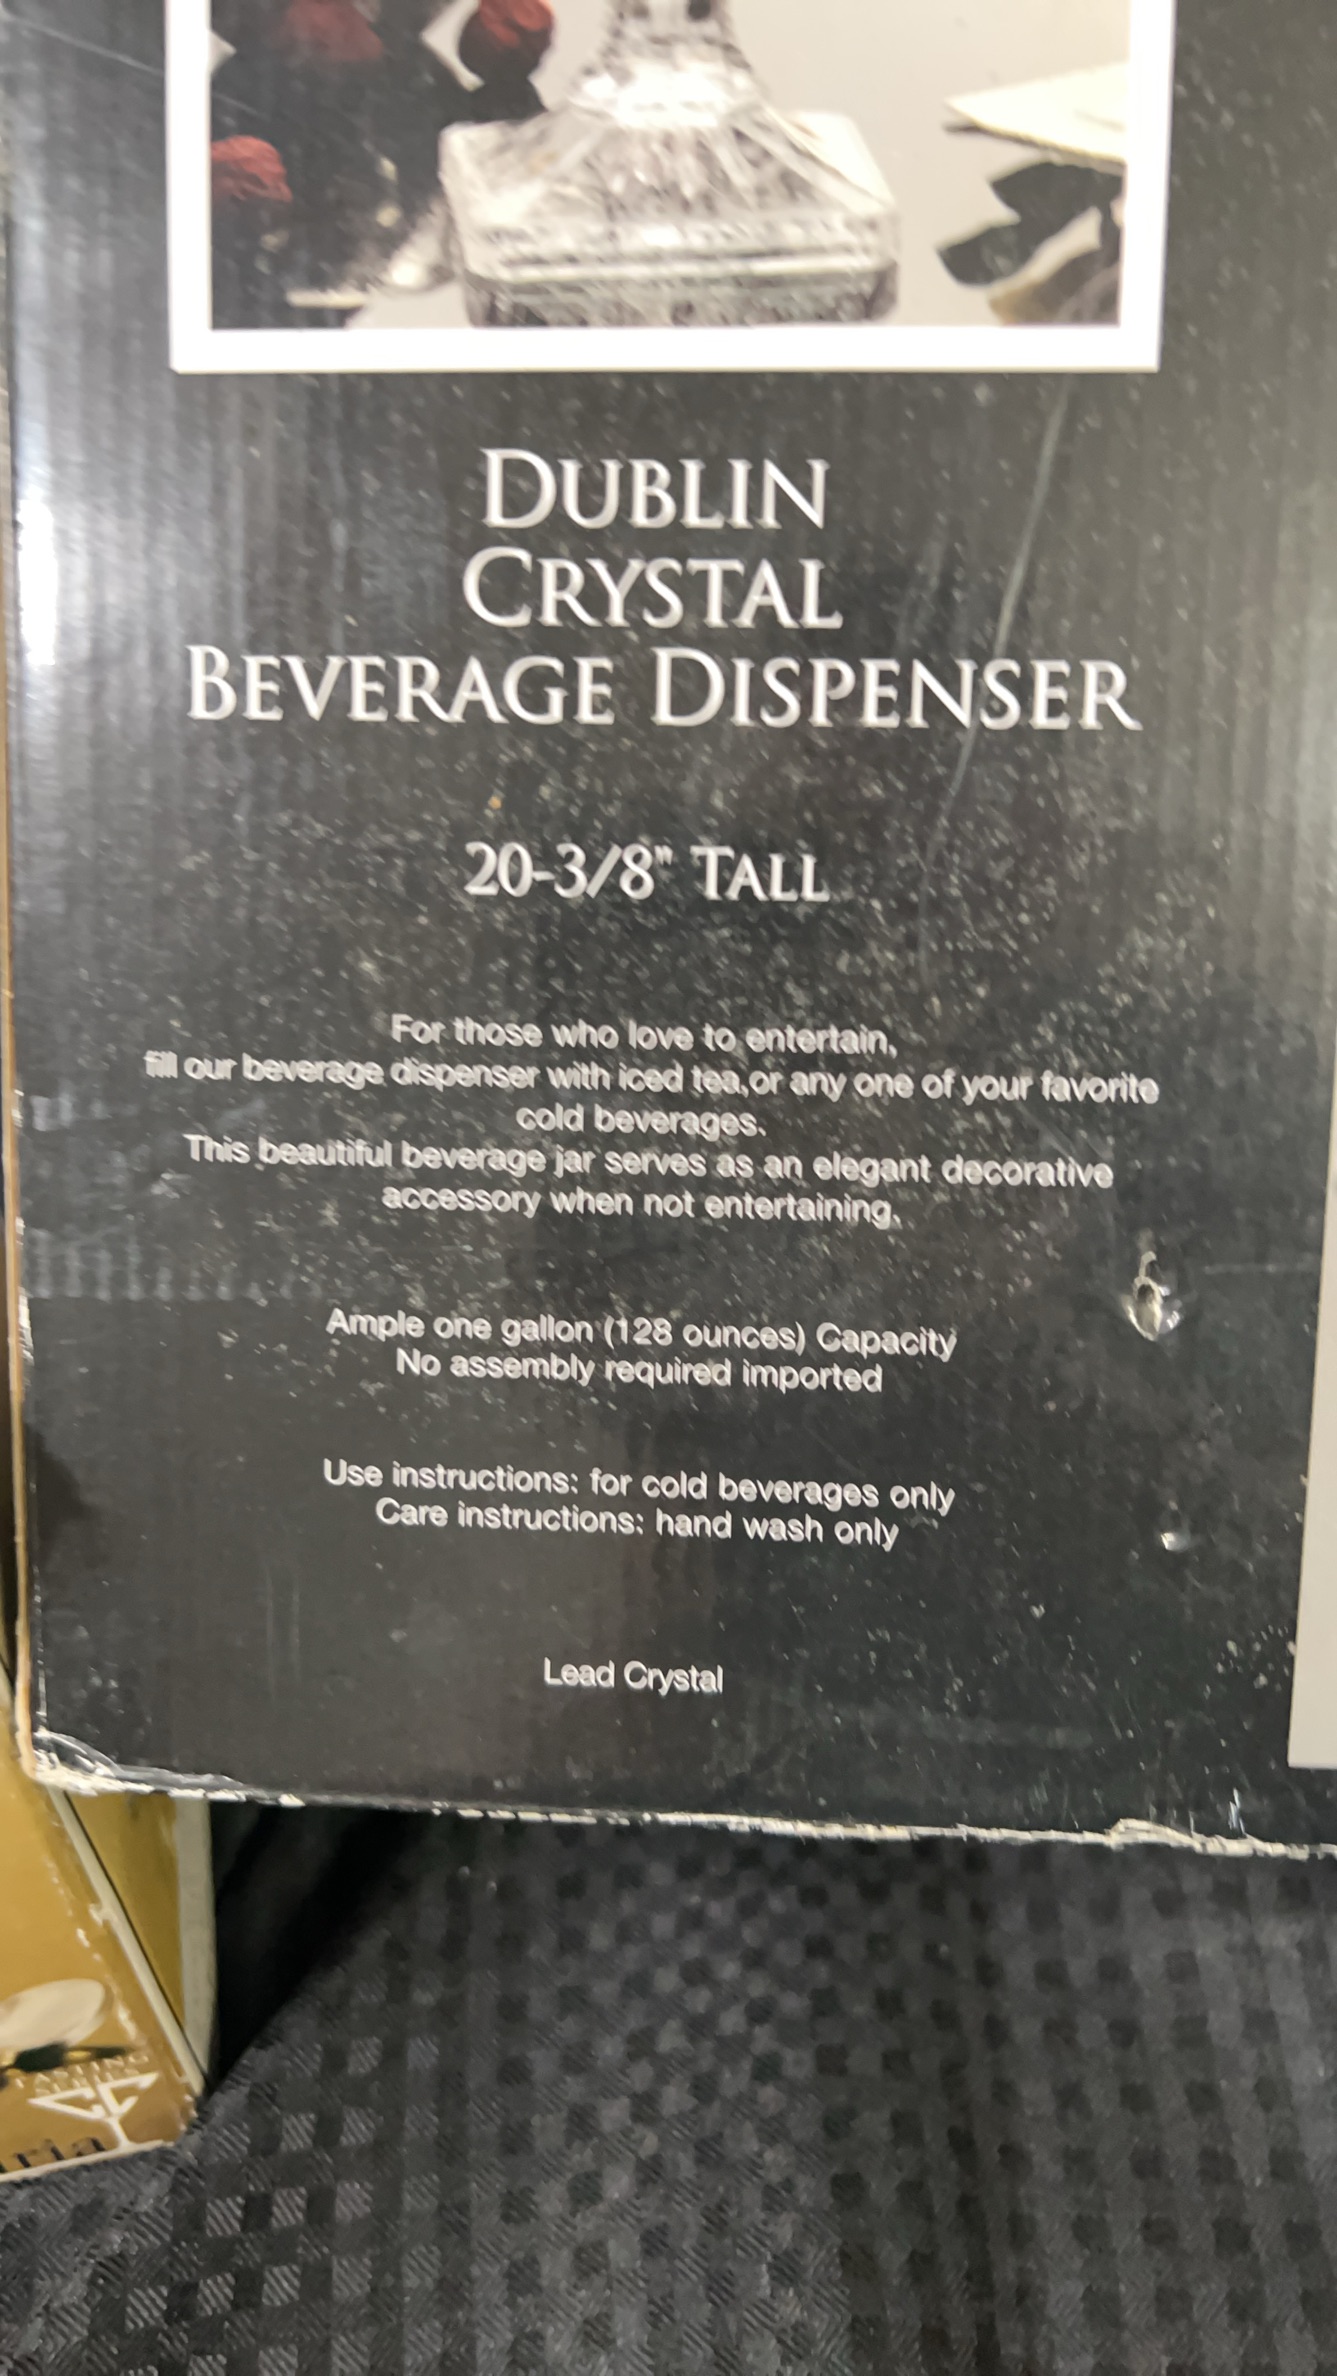 DUBLIN
CRYSTAL
BEVERAGE DISPENSER
20-3/8" TALL
For those who love to entertain,
fill our beverage dispenser with iced tea,or any one of your favorite
cold beverages.
This beautiful beverage jar serves as an elegant decorative
accessory when not entertaining.
Ample one gallon (128 ounces) Capacity
No assembly required imported
Use instructions: for cold beverages only
Care instructions: hand wash only
Lead Crystal
ria